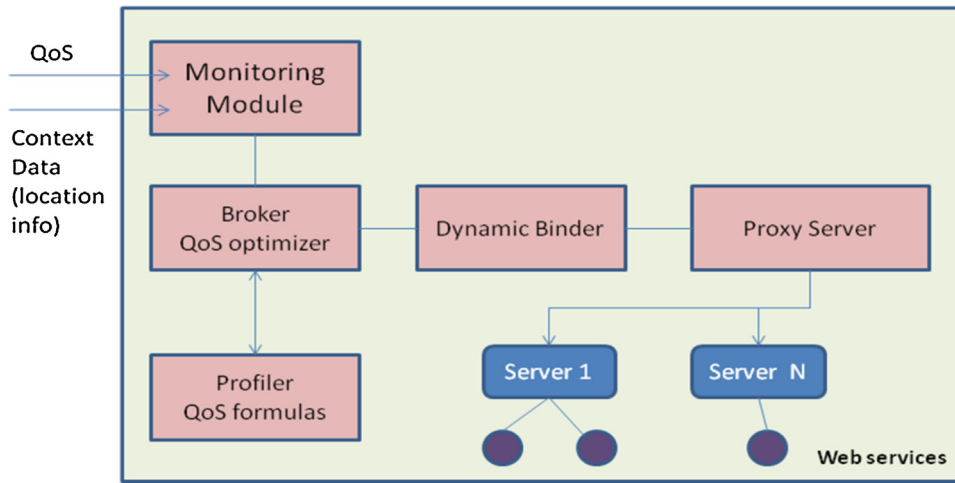 QoS
Monitoring
Module
Context
Data
(location
info)
Broker
QoS optimizer
Dynamic Binder
Proxy Server
Profiler
QoS formulas
Server 1
Server N
Web services